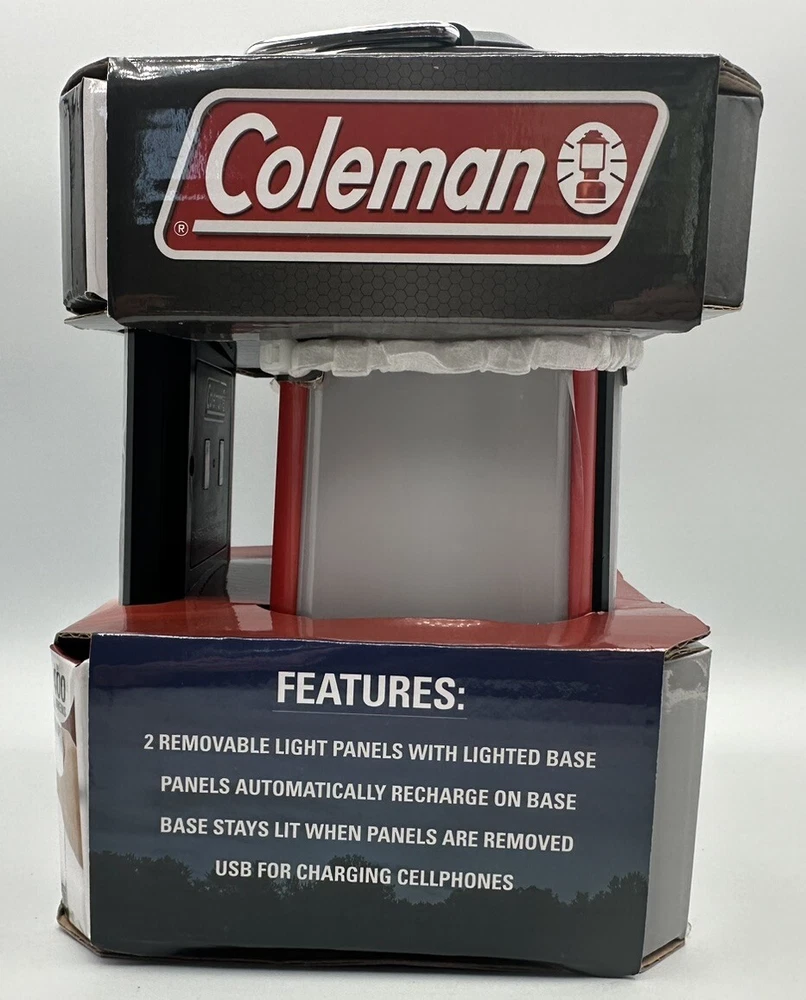 Coleman
®
FEATURES:
2 REMOVABLE LIGHT PANELS WITH LIGHTED BASE
PANELS AUTOMATICALLY RECHARGE ON BASE
BASE STAYS LIT WHEN PANELS ARE REMOVED
USB FOR CHARGING CELLPHONES